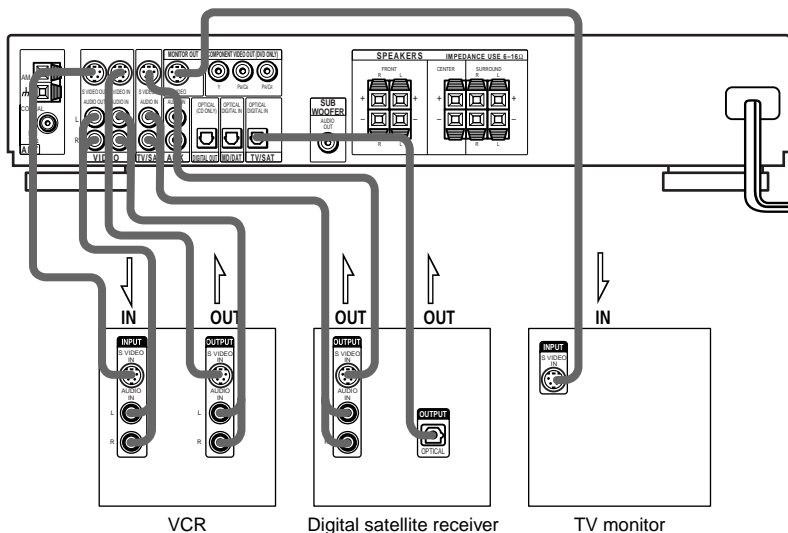 MONITOR OUT
COMPONENT VIDEO OUT (DVD ONLY)
SPEAKERS
IMPEDANCE USE 6–16Ω
FRONT
CENTER
SURROUND
R L
R L
AM
S VIDEO OUT
S VIDEO IN
Y
PB/CB
PR/CR
AUDIO OUT
AUDIO IN
AUDIO IN
OPTICAL
(CD ONLY)
OPTICAL
DIGITAL IN
OPTICAL
DIGITAL IN
SUB
WOOFER
AUDIO
OUT
+ + + +
– – – –
L
R
R L
R L
VIDEO
TV/SAT
DIGITAL OUT
MD/DAT
TV/SAT
IN
OUT
OUT
OUT
IN
INPUT
S VIDEO
IN
AUDIO
IN
L
R
OUTPUT
S VIDEO
IN
AUDIO
IN
L
R
OUTPUT
S VIDEO
IN
AUDIO
IN
OUTPUT
OPTICAL
INPUT
S VIDEO
IN
VCR
Digital satellite receiver
TV monitor